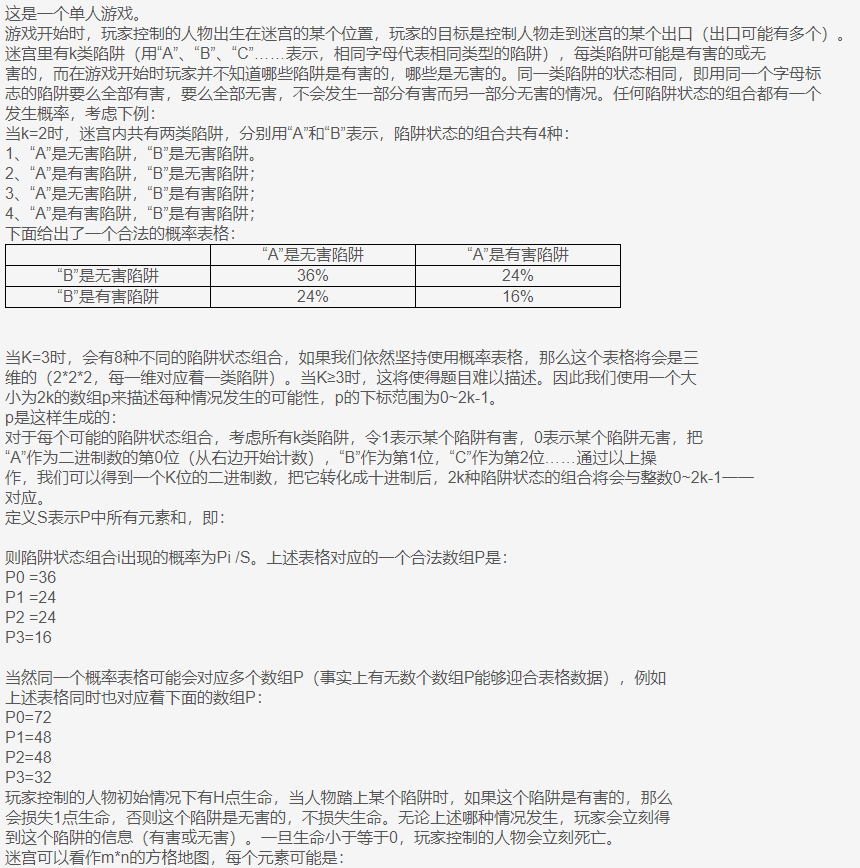 这是一个单人游戏。
游戏开始时，玩家控制的人物出生在迷宫的某个位置，玩家的目标是控制人物走到迷宫的某个出口（出口可能有多个）。
迷宫里有k类陷阱（用“A”、“B”、“C”……表示，相同字母代表相同类型的陷阱），每类陷阱可能是有害的或无
害的，而在游戏开始时玩家并不知道哪些陷阱是有害的，哪些是无害的。同一类陷阱的状态相同，即用同一个字母标
志的陷阱要么全部有害，要么全部无害，不会发生一部分有害而另一部分无害的情况。任何陷阱状态的组合都有一个
发生概率，考虑下例：
当k=2时，迷宫内共有两类陷阱，分别用“A”和“B”表示，陷阱状态的组合共有4种：
1、“A”是无害陷阱，“B”是无害陷阱。
2、“A”是有害陷阱，“B”是无害陷阱；
3、“A”是无害陷阱，“B”是有害陷阱；
4、“A”是有害陷阱，“B”是有害陷阱；
下面给出了一个合法的概率表格：
“A”是无害陷阱 “A”是有害陷阱
“B”是无害陷阱 36% 24%
“B”是有害陷阱 24% 16%
当K=3时，会有8种不同的陷阱状态组合，如果我们依然坚持使用概率表格，那么这个表格将会是三
维的（2*2*2，每一维对应着一类陷阱）。当K≥3时，这将使得题目难以描述。因此我们使用一个大
小为2k的数组p来描述每种情况发生的可能性，p的下标范围为0~2k-1。
p是这样生成的：
对于每个可能的陷阱状态组合，考虑所有k类陷阱，令1表示某个陷阱有害，0表示某个陷阱无害，把
“A”作为二进制数的第0位（从右边开始计数），“B”作为第1位，“C”作为第2位……通过以上操
作，我们可以得到一个K位的二进制数，把它转化成十进制后，2k种陷阱状态的组合将会与整数0~2k-1一一
对应。
定义S表示P中所有元素和，即：
则陷阱状态组合i出现的概率为Pi /S。上述表格对应的一个合法数组P是：
P0 =36
P1 =24
P2 =24
P3=16
当然同一个概率表格可能会对应多个数组P（事实上有无数个数组P能够迎合表格数据），例如
上述表格同时也对应着下面的数组P：
P0=72
P1=48
P2=48
P3=32
玩家控制的人物初始情况下有H点生命，当人物踏上某个陷阱时，如果这个陷阱是有害的，那么
会损失1点生命，否则这个陷阱是无害的，不损失生命。无论上述哪种情况发生，玩家会立刻得
到这个陷阱的信息（有害或无害）。一旦生命小于等于0，玩家控制的人物会立刻死亡。
迷宫可以看作m*n的方格地图，每个元素可能是：